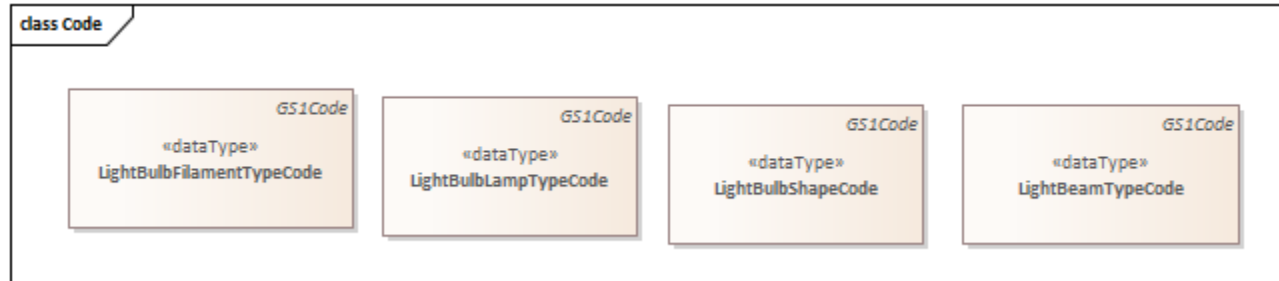 class Code
GS1Code
«dataType»
LightBulbFilamentTypeCode
GS1Code
«dataType»
LightBulbLampTypeCode
GS1Code
«dataType»
LightBulbShapeCode
GS1Code
«dataType»
LightBeamTypeCode